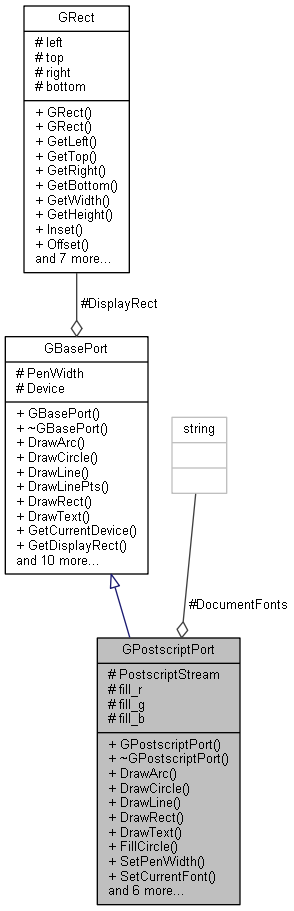 GRect
# left
# top
# right
# bottom
+ GRect()
+ GRect()
+ GetLeft()
+ GetTop()
+ GetRight()
+ GetBottom()
+ GetWidth()
+ GetHeight()
+ Inset()
+ Offset()
and 7 more...
#DisplayRect
GBasePort
# PenWidth
# Device
+ GBasePort()
+ ~GBasePort()
+ DrawArc()
+ DrawCircle()
+ DrawLine()
+ DrawLinePts()
+ DrawRect()
+ DrawText()
+ GetCurrentDevice()
+ GetDisplayRect()
and 10 more...
string
#DocumentFonts
GPostscriptPort
# PostscriptStream
# fill_r
# fill_g
# fill_b
+ GPostscriptPort()
+ ~GPostscriptPort()
+ DrawArc()
+ DrawCircle()
+ DrawLine()
+ DrawRect()
+ DrawText()
+ FillCircle()
+ SetPenWidth()
+ SetCurrentFont()
and 6 more...